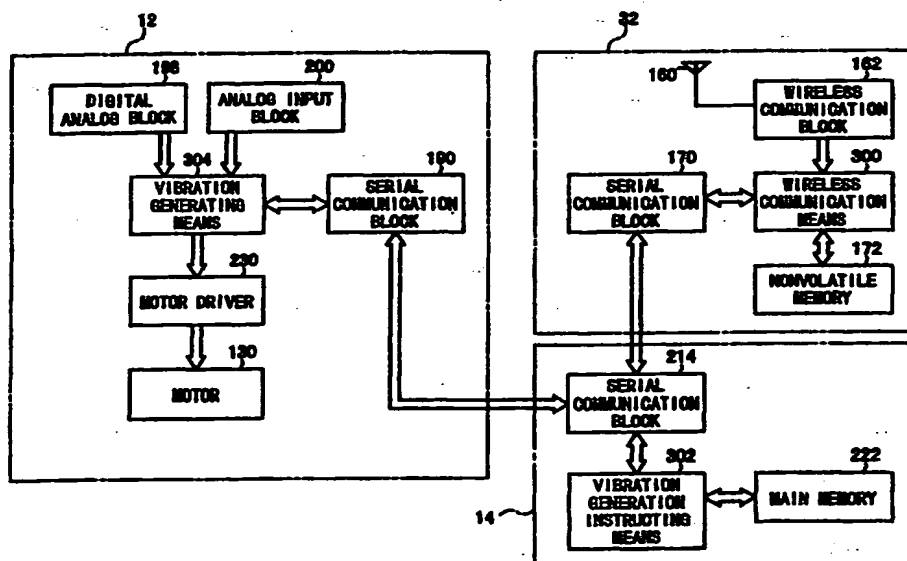 12
198
DIGITAL
ANALOG BLOCK
200
ANALOG INPUT
BLOCK
304
VIBRATION
GENERATING
MEANS
190
SERIAL
COMMUNICATION
BLOCK
230
MOTOR DRIVER
130
MOTOR
32
160
162
WIRELESS
COMMUNICATION
BLOCK
170
SERIAL
COMMUNICATION
BLOCK
300
WIRELESS
COMMUNICATION
MEANS
172
NONVOLATILE
MEMORY
214
SERIAL
COMMUNICATION
BLOCK
302
VIBRATION
GENERATION
INSTRUCTING
MEANS
222
MAIN MEMORY
14